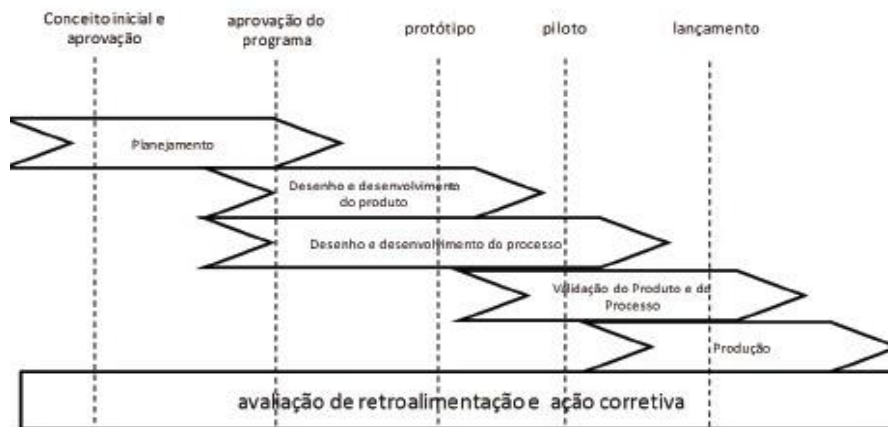 Conceito inicial e
aprovação
aprovação do
programa
protótipo
piloto
lançamento
Planejamento
Desenho e desenvolvimento
do produto
Desenho e desenvolvimento do processo
Validação do Produto e do
Processo
Produção
avaliação de retroalimentação e ação corretiva